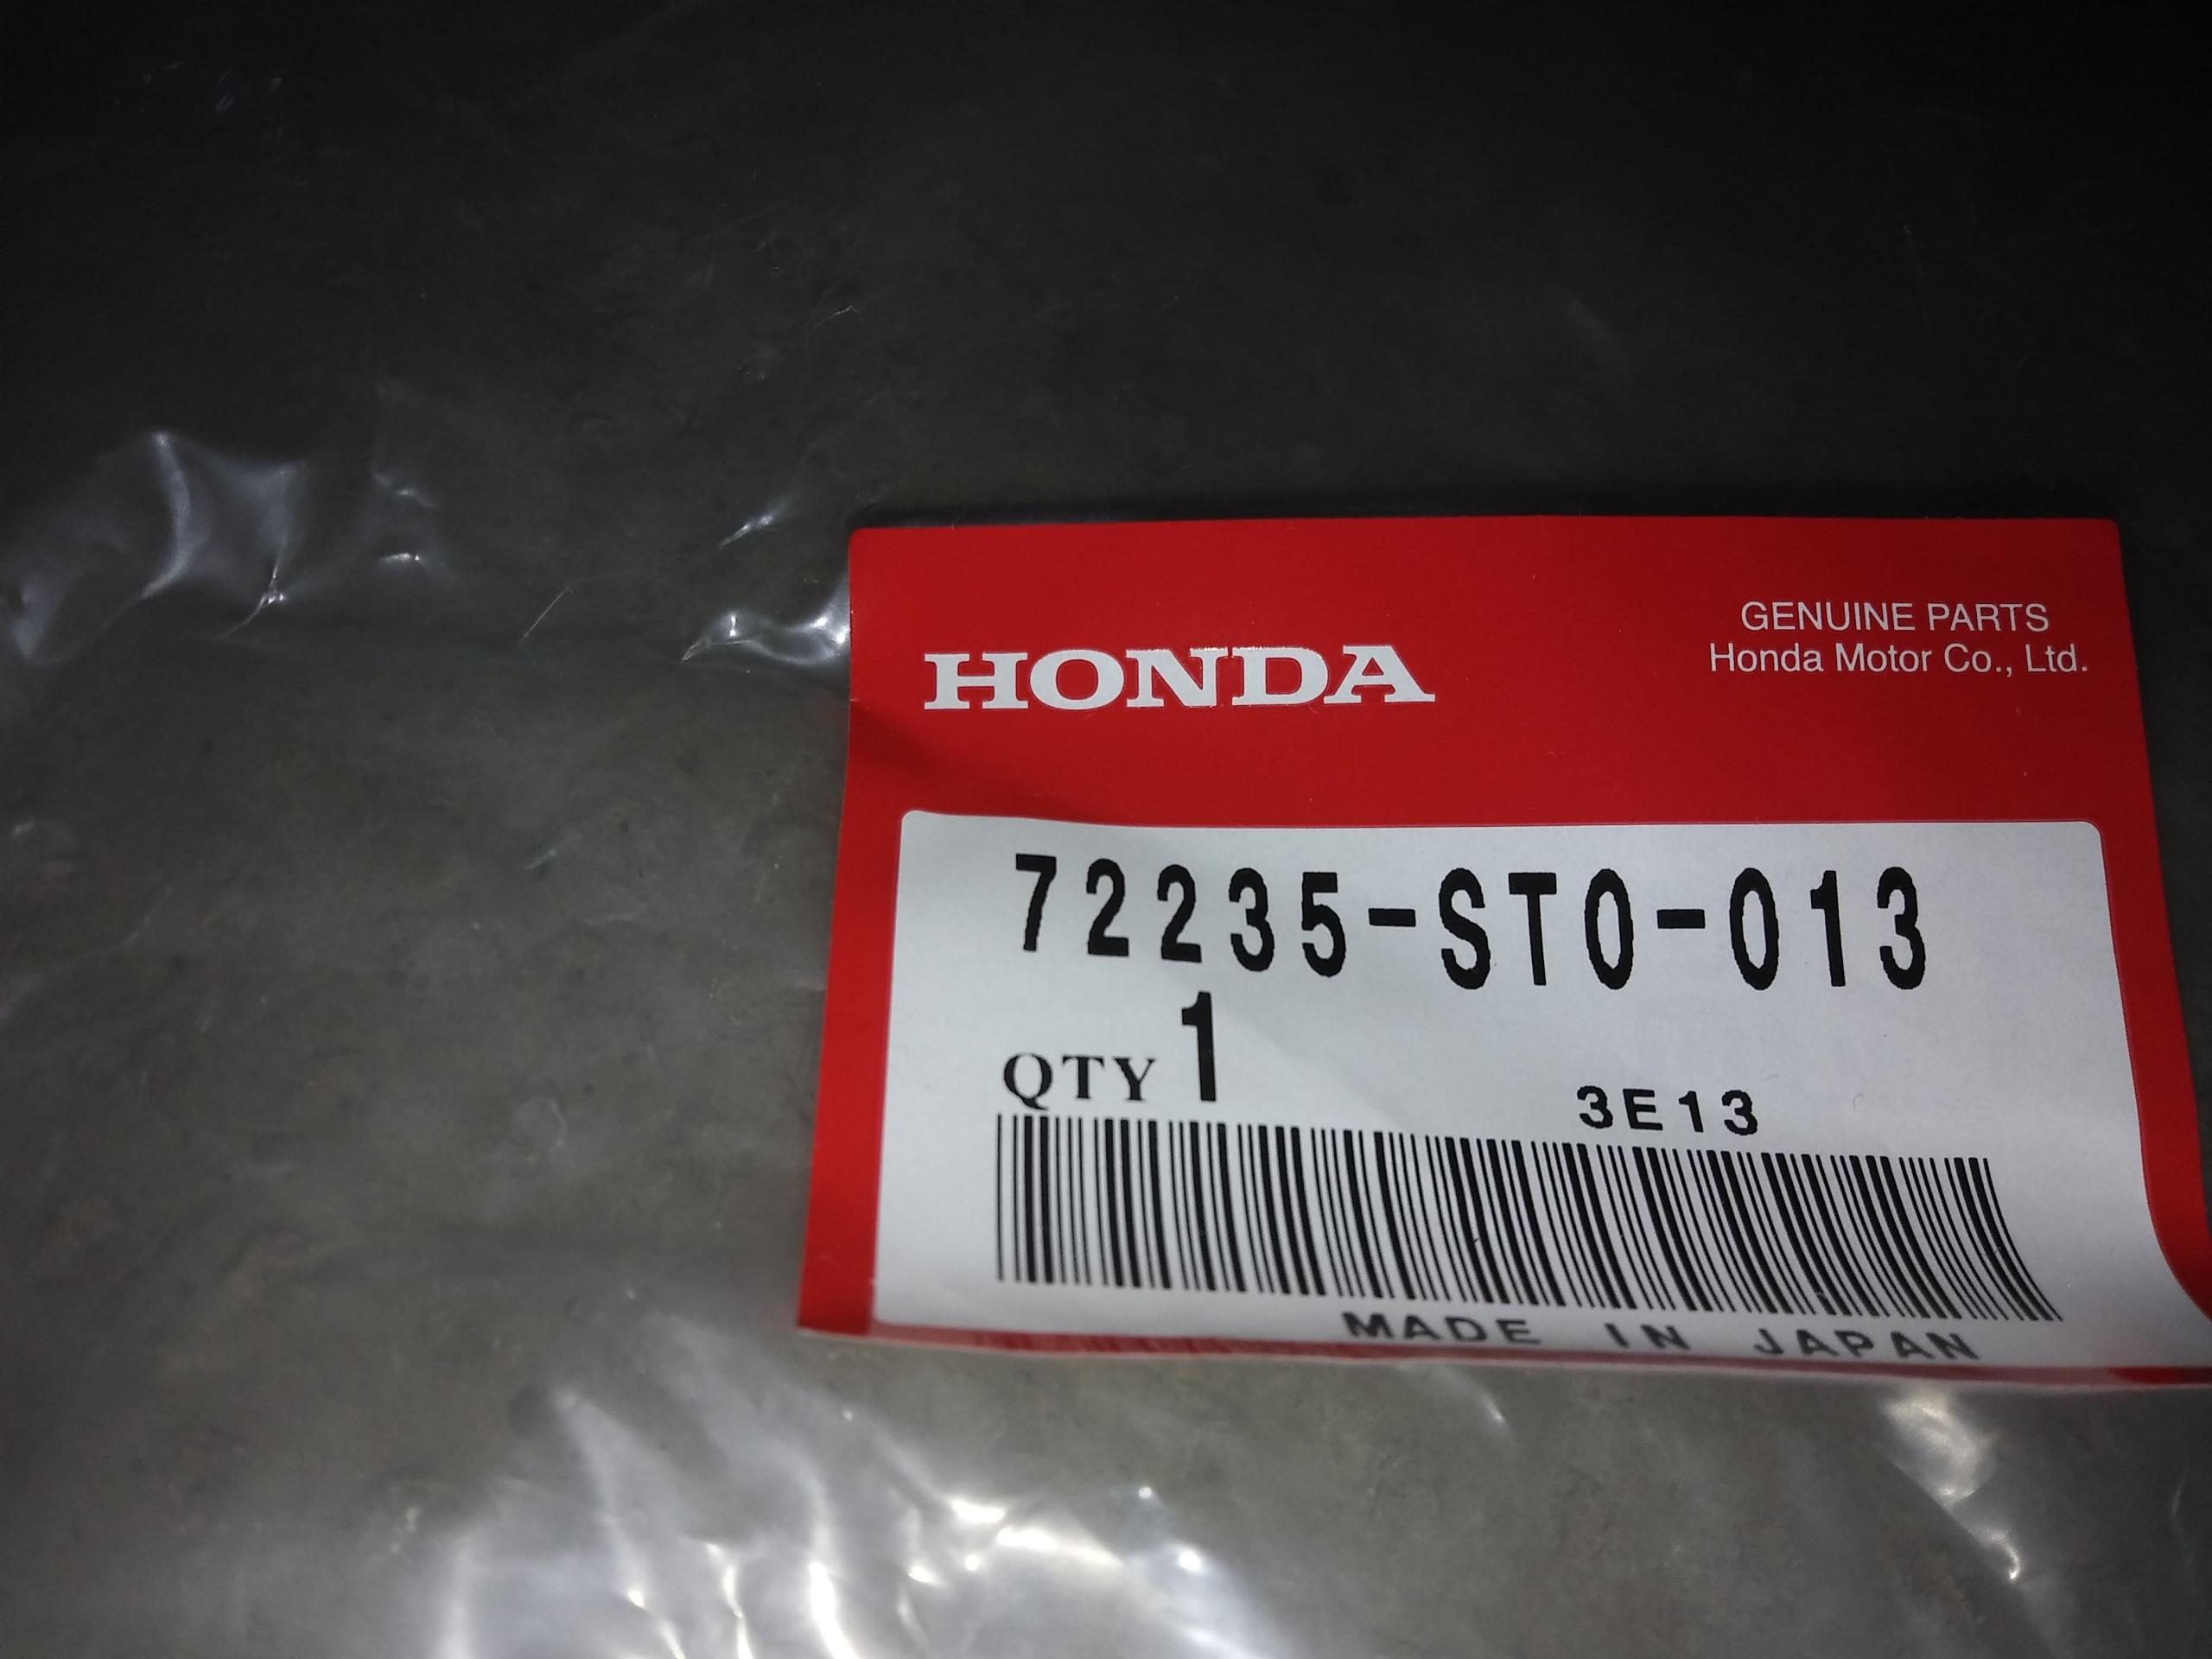 HONDA
GENUINE PARTS
Honda Motor Co., Ltd.
72235-ST0-013
QTY 1
3E13
MADE IN JAPAN